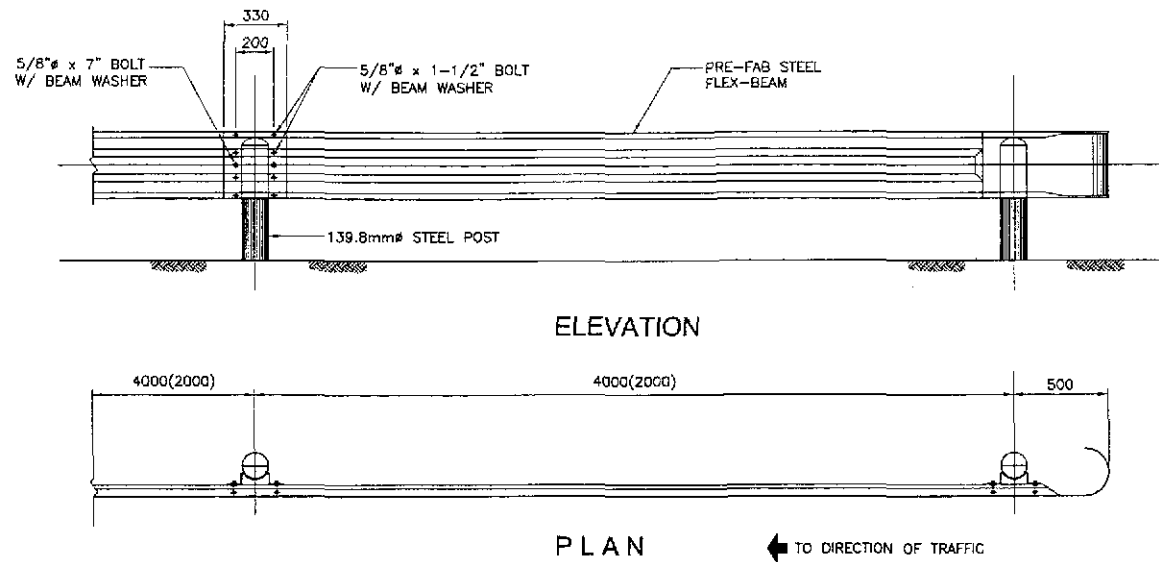 330
200
5/8"ø x 7" BOLT
W/ BEAM WASHER
5/8"ø x 1-1/2" BOLT
W/ BEAM WASHER
PRE-FAB STEEL
FLEX-BEAM
139.8mmø STEEL POST
ELEVATION
4000(2000)
4000(2000)
500
PLAN
TO DIRECTION OF TRAFFIC